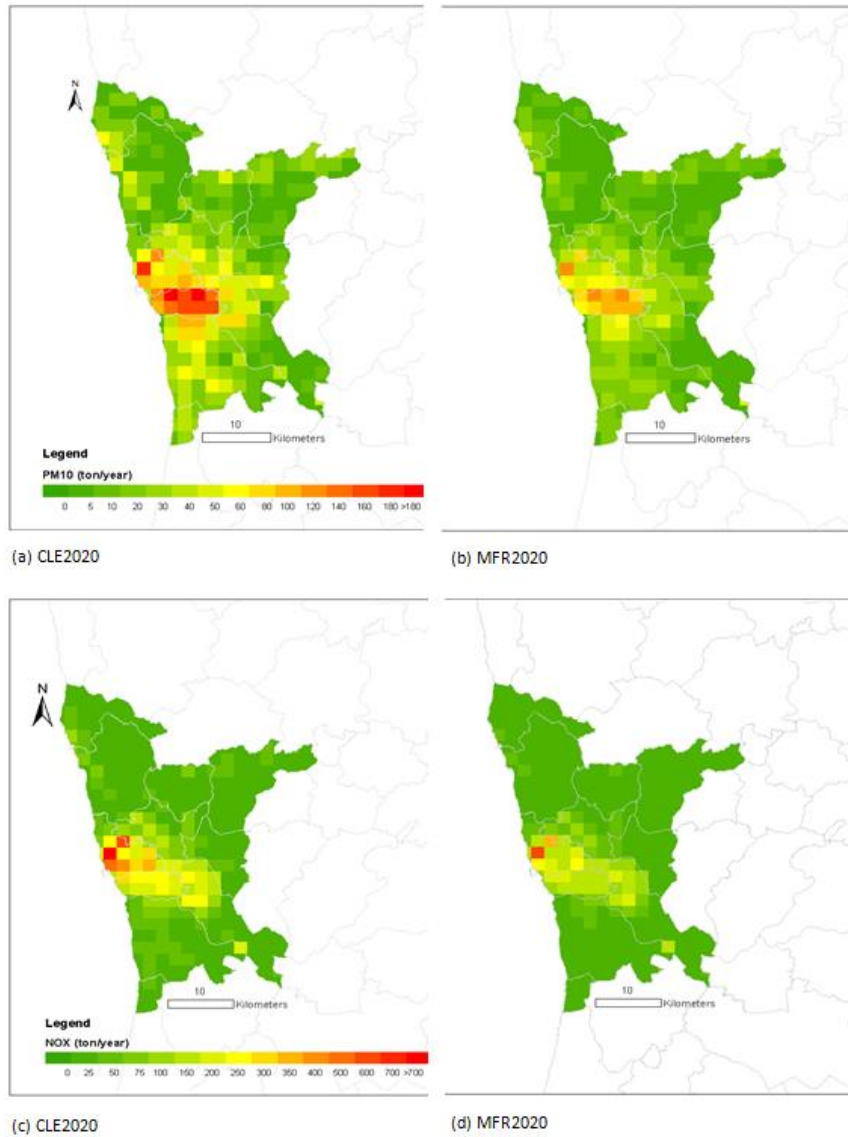 N
10
Kilometers
Legend
PM10 (ton/year)
0 5 10 20 30 40 50 60 80 100 120 140 160 180 >180
10
Kilometers
(a) CLE2020
(b) MFR2020
N
10
Kilometers
Legend
NOX (ton/year)
0 25 50 75 100 150 200 250 300 350 400 500 600 700 >700
10
Kilometers
(c) CLE2020
(d) MFR2020